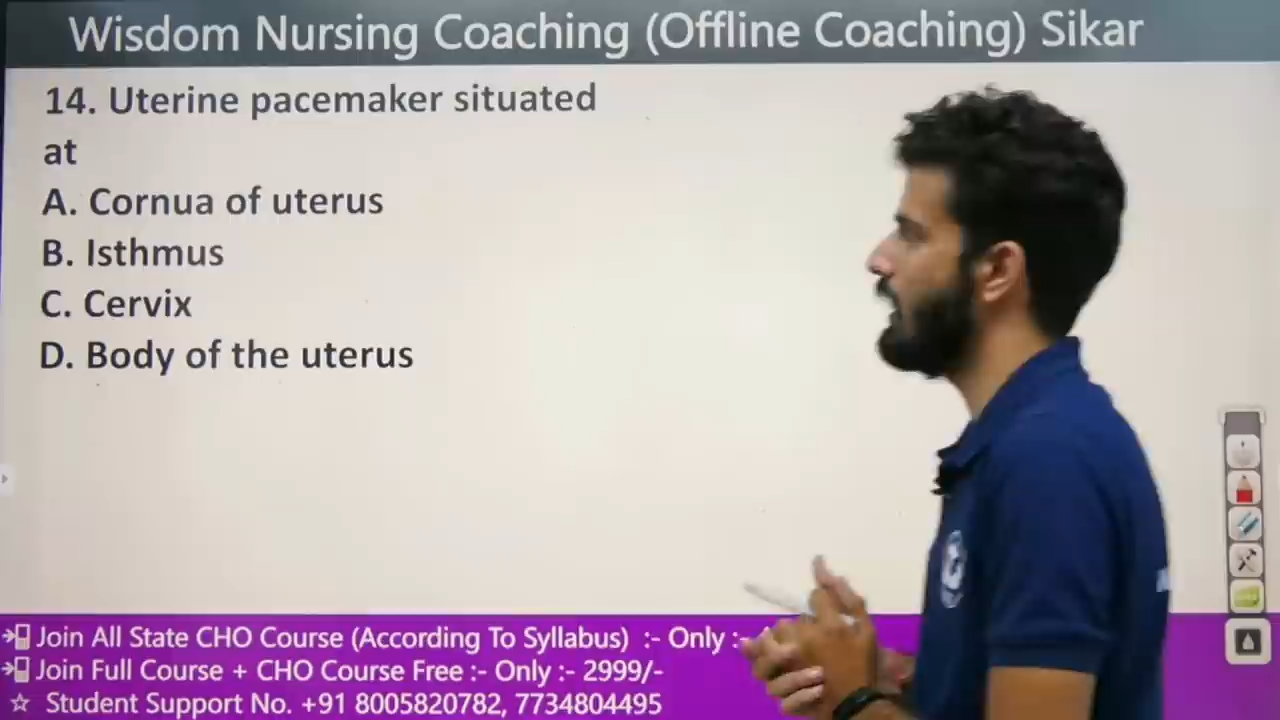 Wisdom Nursing Coaching (Offline Coaching) Sikar
14. Uterine pacemaker situated
at
A. Cornua of uterus
B. Isthmus
C. Cervix
D. Body of the uterus
Join All State CHO Course (According To Syllabus) :- Only :-
Join Full Course + CHO Course Free :- Only :- 2999/-
☆ Student Support No. +91 8005820782, 7734804495